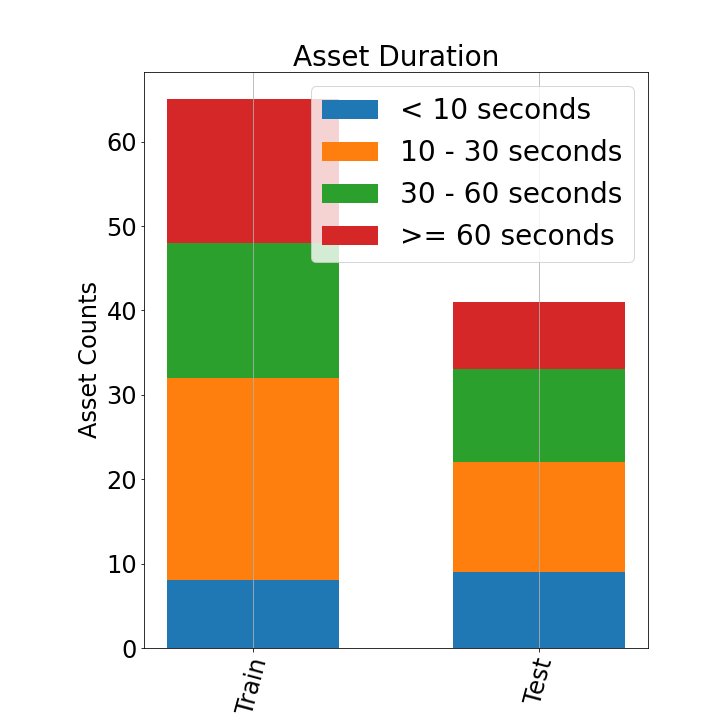 Asset Duration
< 10 seconds
10 - 30 seconds
30 - 60 seconds
>= 60 seconds
Asset Counts
60
50
40
30
20
10
0
Train
Test